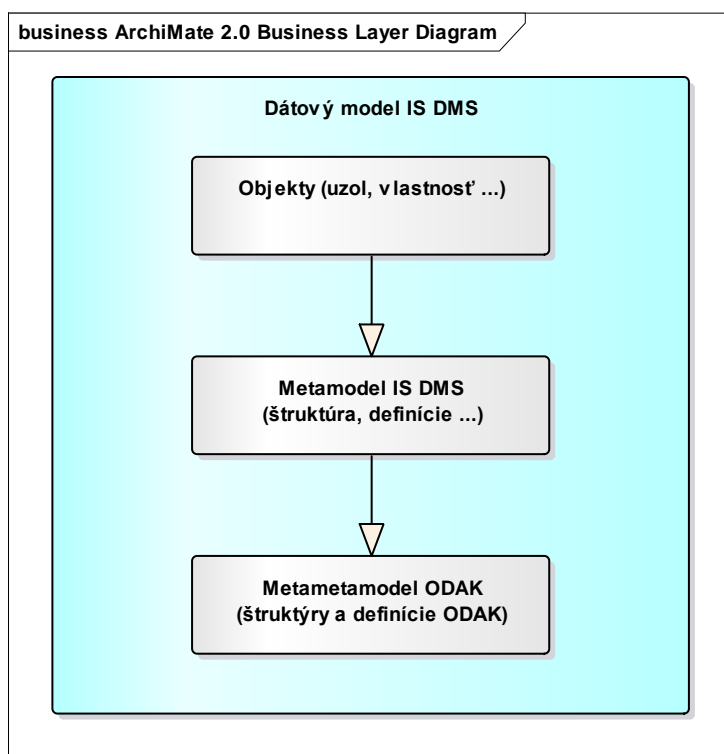 business ArchiMate 2.0 Business Layer Diagram
Dátový model IS DMS
Objekty (uzol, vlastnosť ...)
Metamodel IS DMS
(štruktúra, definície ...)
Metametamodel ODAK
(štruktýry a definície ODAK)